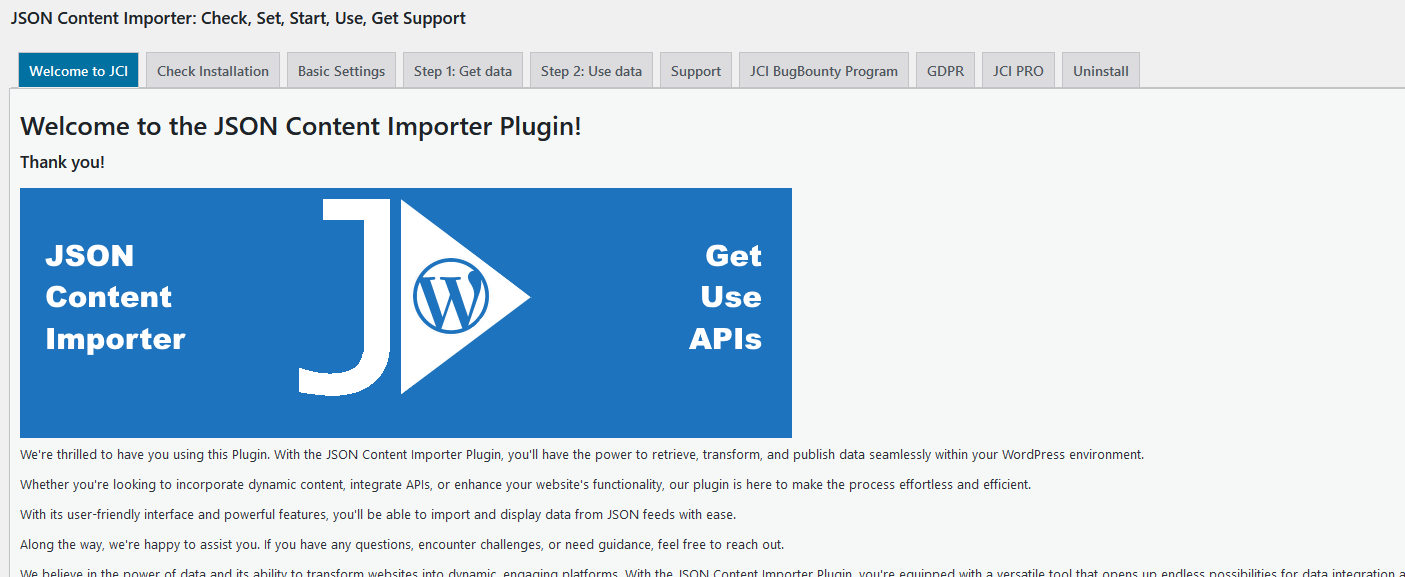 JSON Content Importer: Check, Set, Start, Use, Get Support
Welcome to JCI Check Installation Basic Settings Step 1: Get data Step 2: Use data Support JCI BugBounty Program GDPR JCI PRO Uninstall
Welcome to the JSON Content Importer Plugin!
Thank you!
JSON
Content
Importer
J
W
Get
Use
APIs
We're thrilled to have you using this Plugin. With the JSON Content Importer Plugin, you'll have the power to retrieve, transform, and publish data seamlessly within your WordPress environment.
Whether you're looking to incorporate dynamic content, integrate APIs, or enhance your website's functionality, our plugin is here to make the process effortless and efficient.
With its user-friendly interface and powerful features, you'll be able to import and display data from JSON feeds with ease.
Along the way, we're happy to assist you. If you have any questions, encounter challenges, or need guidance, feel free to reach out.
We believe in the power of data and its ability to transform websites into dynamic, engaging platforms. With the JSON Content Importer Plugin, you're equipped with a versatile tool that opens up endless possibilities for data integration a